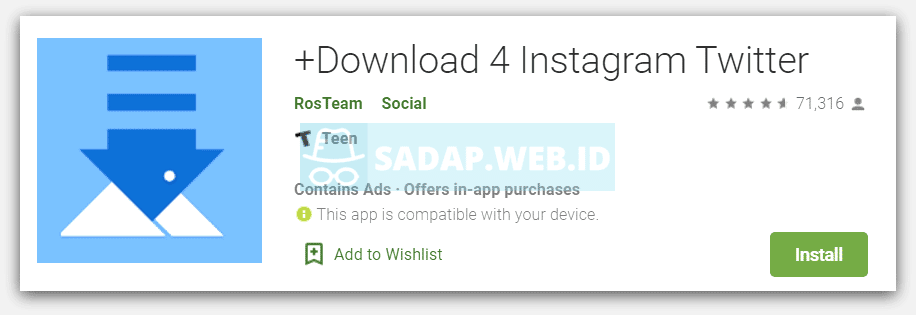 +Download 4 Instagram Twitter
RosTeam Social
71,316
T Teen
SADAP.WEB.ID
Contains Ads · Offers in-app purchases
This app is compatible with your device.
Add to Wishlist
Install